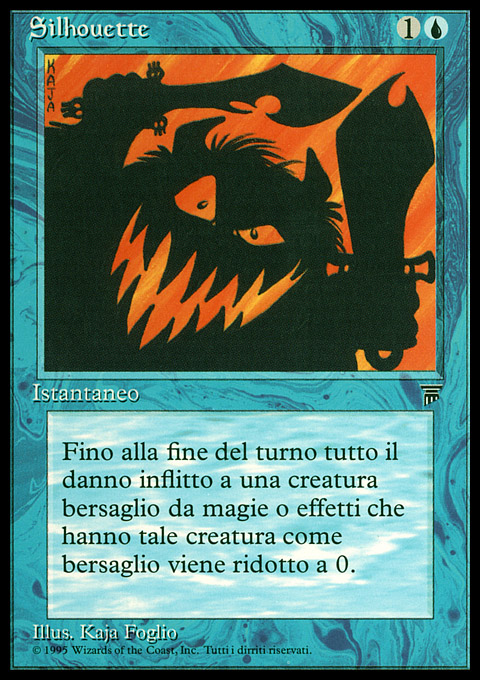 Silhouette 1
KAJA
Istantaneo
Fino alla fine del turno tutto il
danno inflitto a una creatura
bersaglio da magie o effetti che
hanno tale creatura come
bersaglio viene ridotto a 0.
Illus. Kaja Foglio
© 1995 Wizards of the Coast, Inc. Tutti i dirriti riservati.